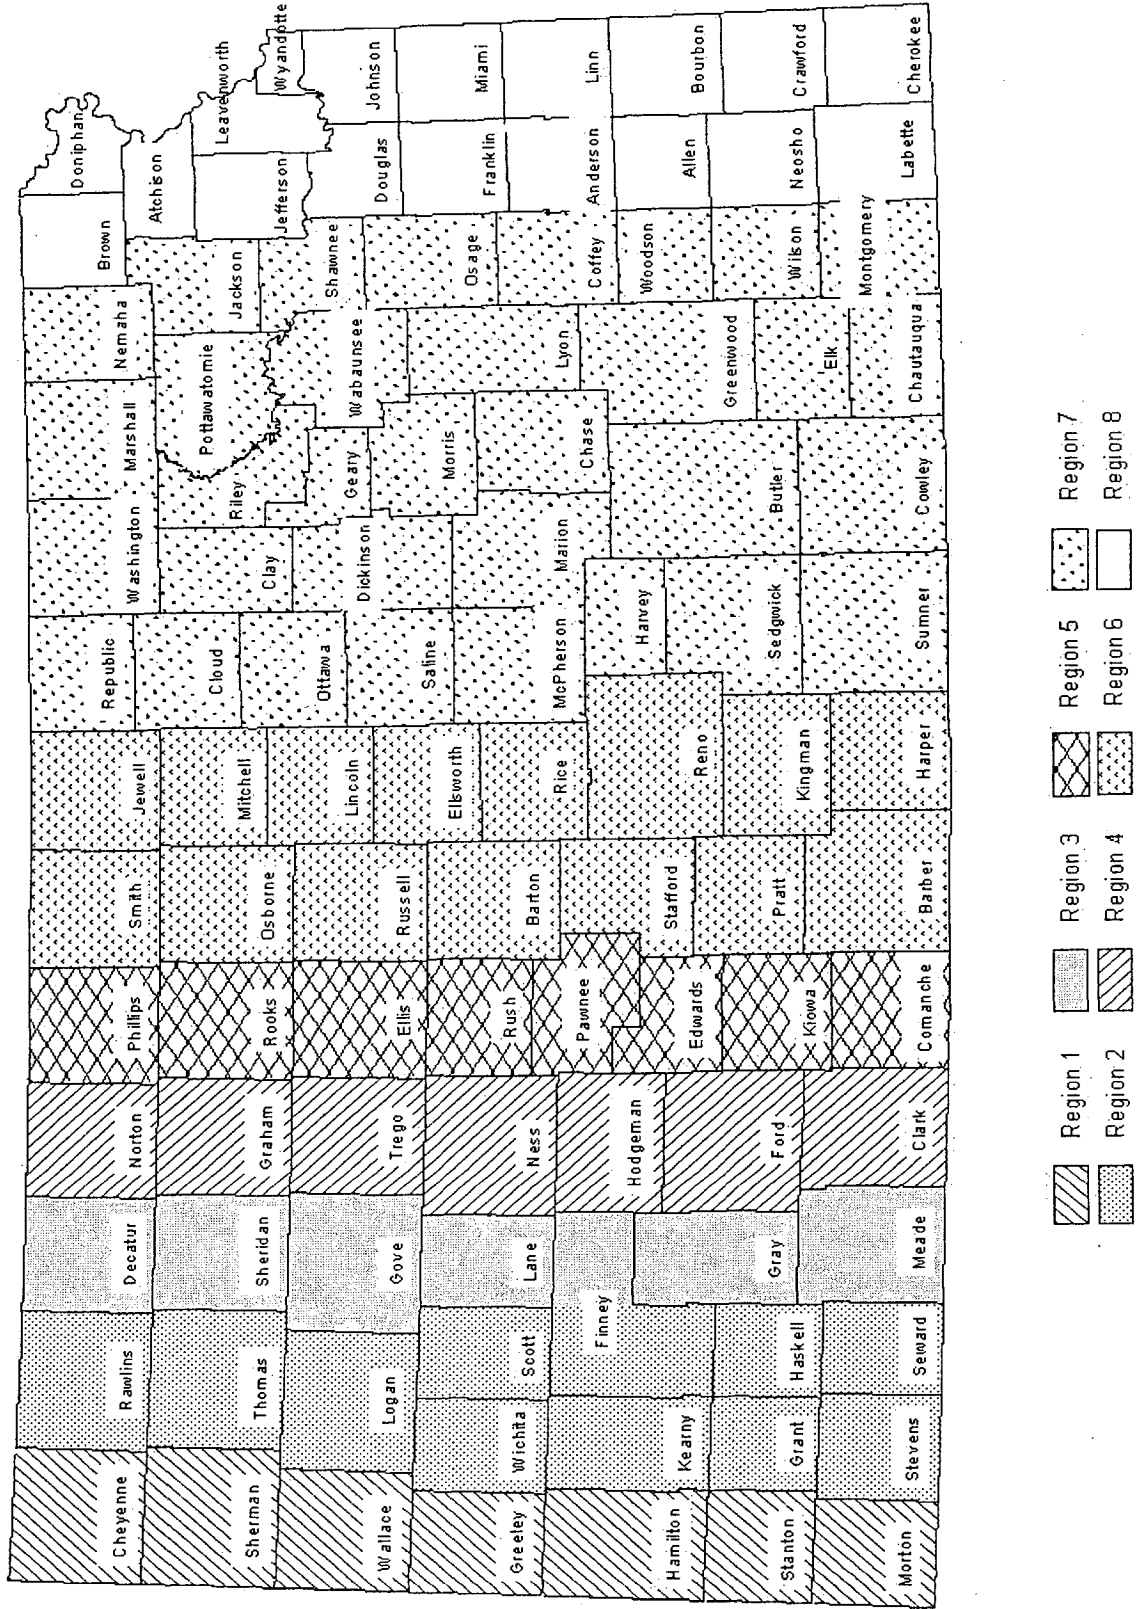 Cheyenne
Rawlins
Decatur
Norton
Phillips
Smith
Jewell
Republic
Washington
Marshall
Nemaha
Brown
Doniphan
Sherman
Thomas
Sheridan
Graham
Rooks
Osborne
Mitchell
Cloud
Clay
Riley
Pottawatomie
Jackson
Atchison
Jefferson
Leavenworth
Wyandotte
Wallace
Logan
Gove
Trego
Ellis
Russell
Lincoln
Ottawa
Dickinson
Geary
Wabaunsee
Shawnee
Douglas
Johnson
Greeley
Wichita
Scott
Lane
Ness
Rush
Barton
Ellsworth
Saline
Morris
Osage
Franklin
Miami
Hamilton
Kearny
Finney
Hodgeman
Pawnee
Stafford
Rice
McPherson
Marion
Chase
Lyon
Coffey
Anderson
Linn
Stanton
Grant
Haskell
Gray
Ford
Edwards
Kiowa
Pratt
Reno
Kingman
Harvey
Sedgwick
Butler
Greenwood
Woodson
Allen
Bourbon
Elk
Wilson
Neosho
Crawford
Morton
Stevens
Seward
Meade
Clark
Comanche
Barber
Harper
Sumner
Cowley
Chautauqua
Montgomery
Labette
Cherokee
Region 1
Region 3
Region 5
Region 7
Region 2
Region 4
Region 6
Region 8